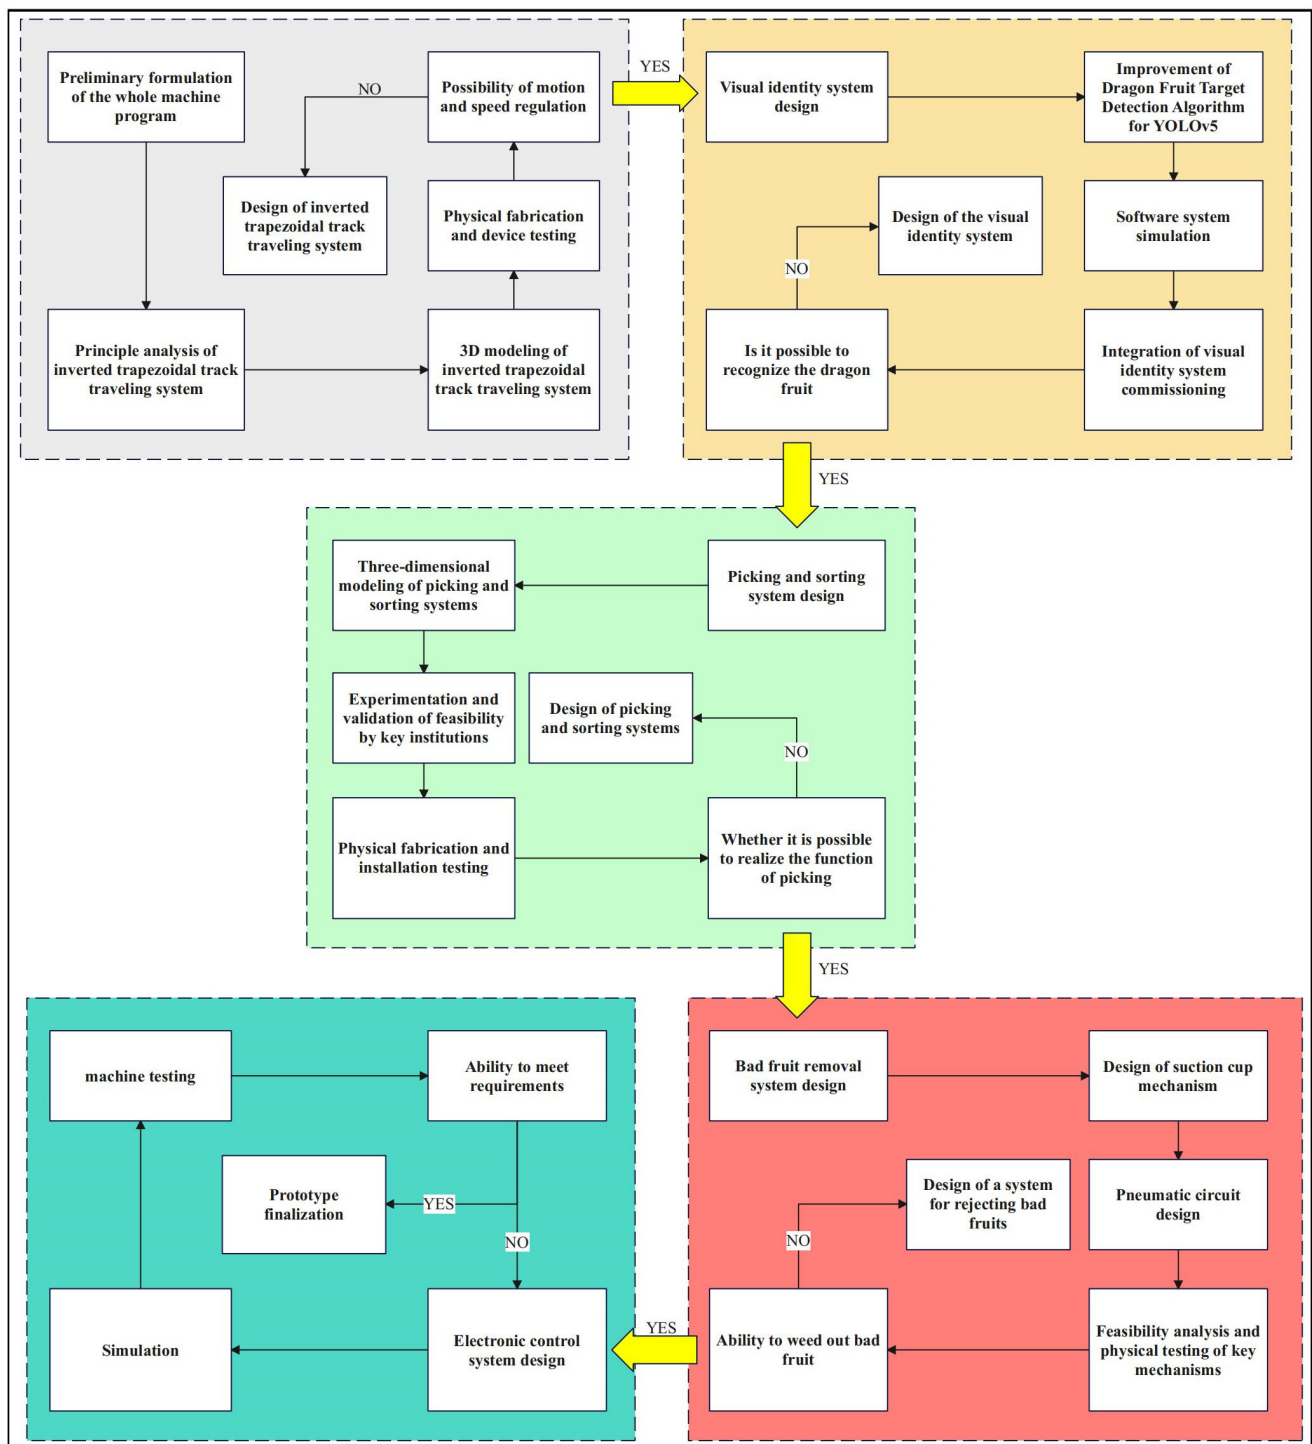 Preliminary formulation
of the whole machine
program
NO
Possibility of motion
and speed regulation
Design of inverted
trapezoidal track
traveling system
Physical fabrication
and device testing
Principle analysis of
inverted trapezoidal track
traveling system
3D modeling of
inverted trapezoidal
track traveling system
YES
Visual identity system
design
Improvement of
Dragon Fruit Target
Detection Algorithm
for YOLOv5
Design of the visual
identity system
Software system
simulation
NO
Is it possible to
recognize the dragon
fruit
Integration of visual
identity system
commissioning
YES
Three-dimensional
modeling of picking and
sorting systems
Picking and sorting
system design
Experimentation and
validation of feasibility
by key institutions
Design of picking
and sorting systems
NO
Physical fabrication and
installation testing
Whether it is possible
to realize the function
of picking
YES
machine testing
Ability to meet
requirements
Prototype
finalization
YES
NO
Simulation
Electronic control
system design
YES
Bad fruit removal
system design
Design of suction cup
mechanism
Design of a system
for rejecting bad
fruits
Pneumatic circuit
design
NO
Ability to weed out bad
fruit
Feasibility analysis and
physical testing of key
mechanisms